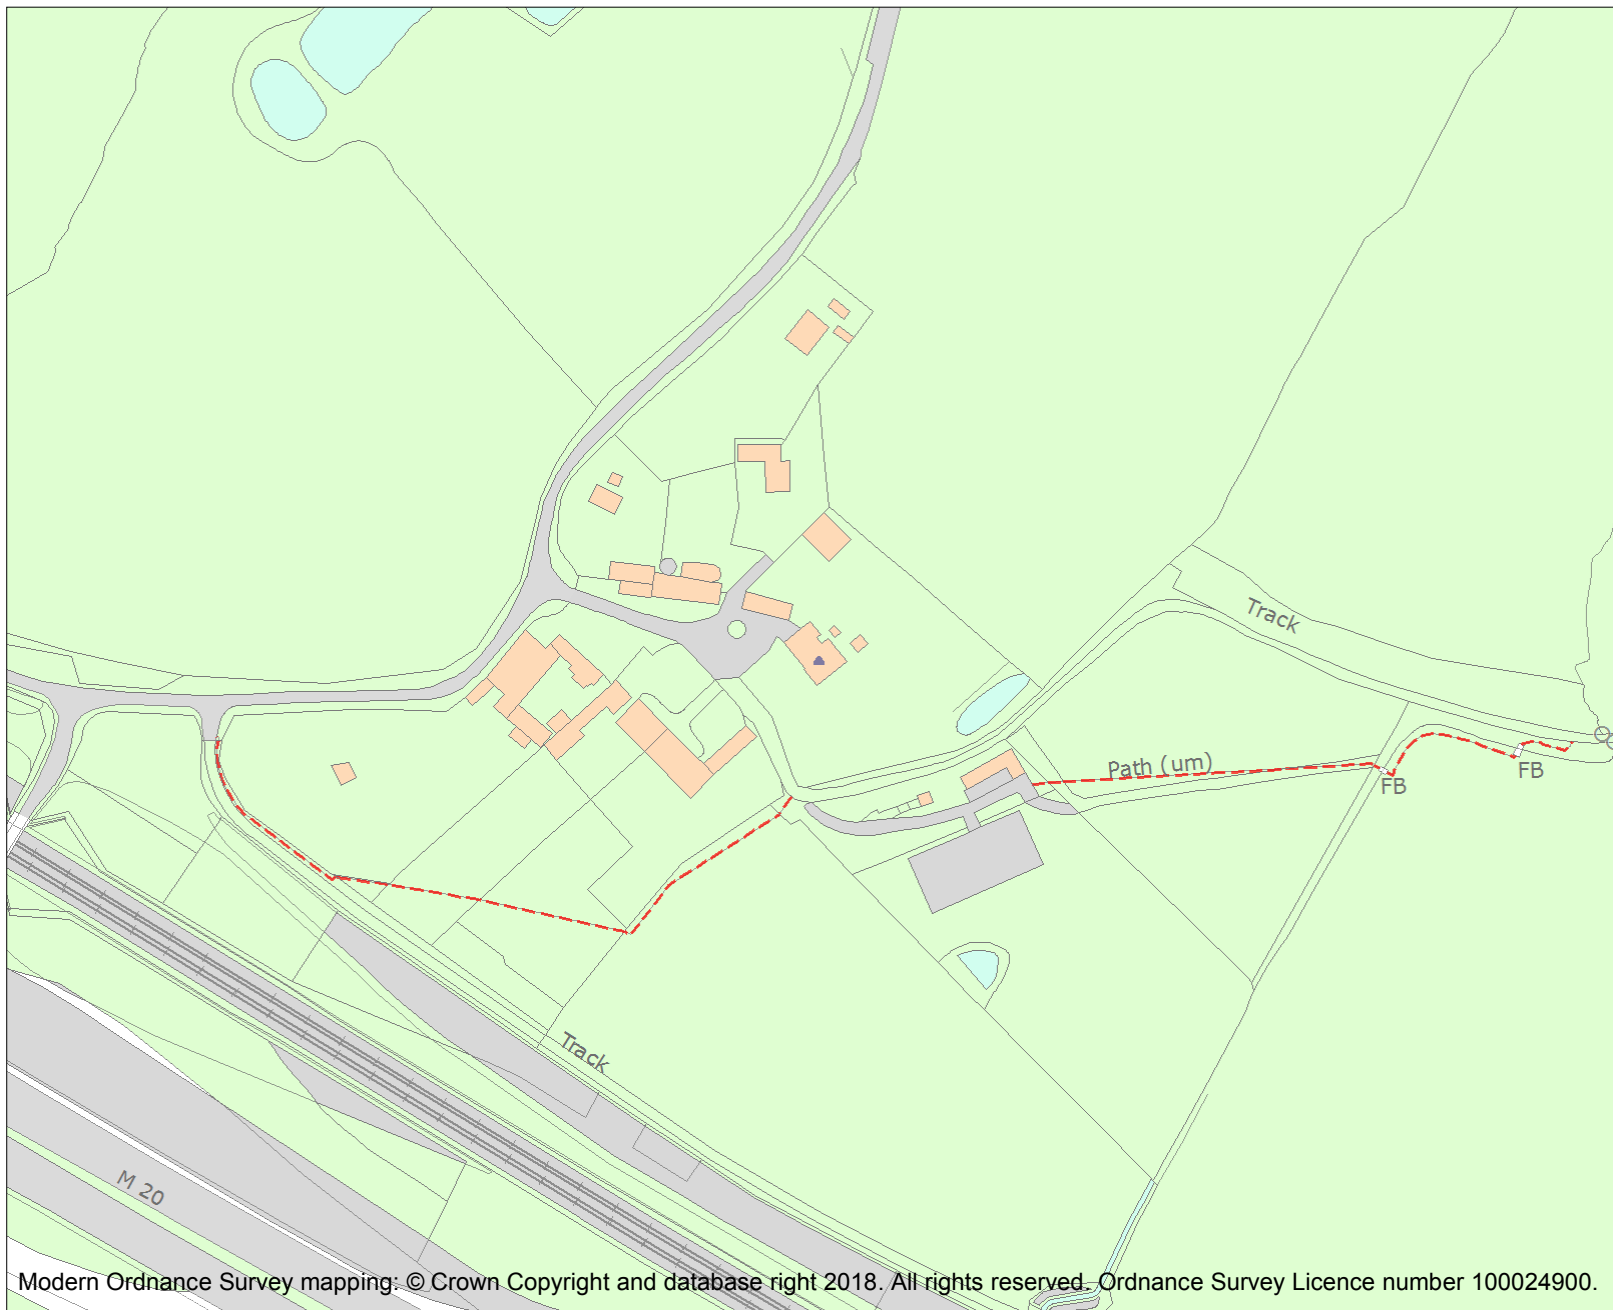 Track
Path (um)
FB
FB
Track
M 20
Modern Ordnance Survey mapping: © Crown Copyright and database right 2018. All rights reserved. Ordnance Survey Licence number 100024900.